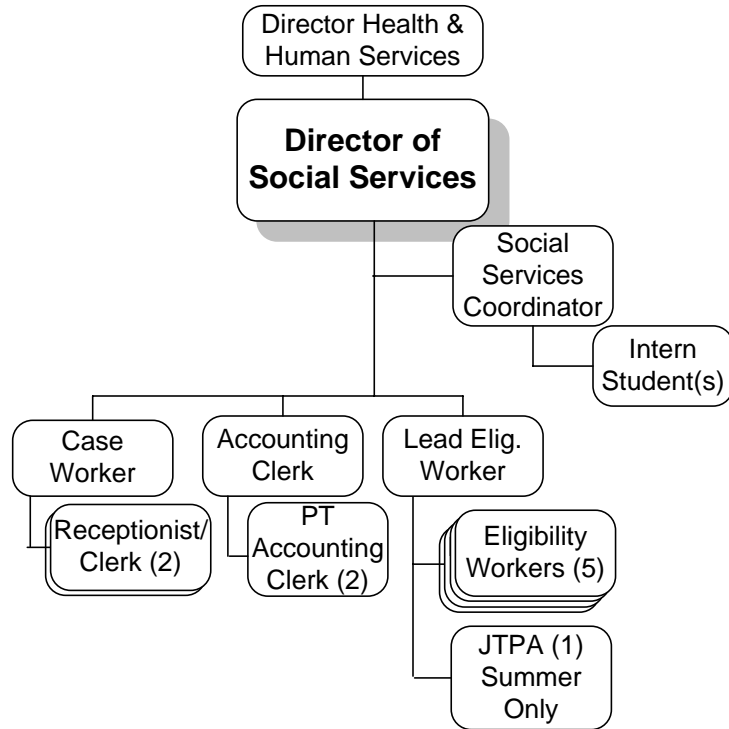 Director Health &
Human Services
Director of
Social Services
Social
Services
Coordinator
Intern
Student(s)
Case
Worker
Accounting
Clerk
Lead Elig.
Worker
Receptionist/
Clerk (2)
PT
Accounting
Clerk (2)
Eligibility
Workers (5)
JTPA (1)
Summer
Only